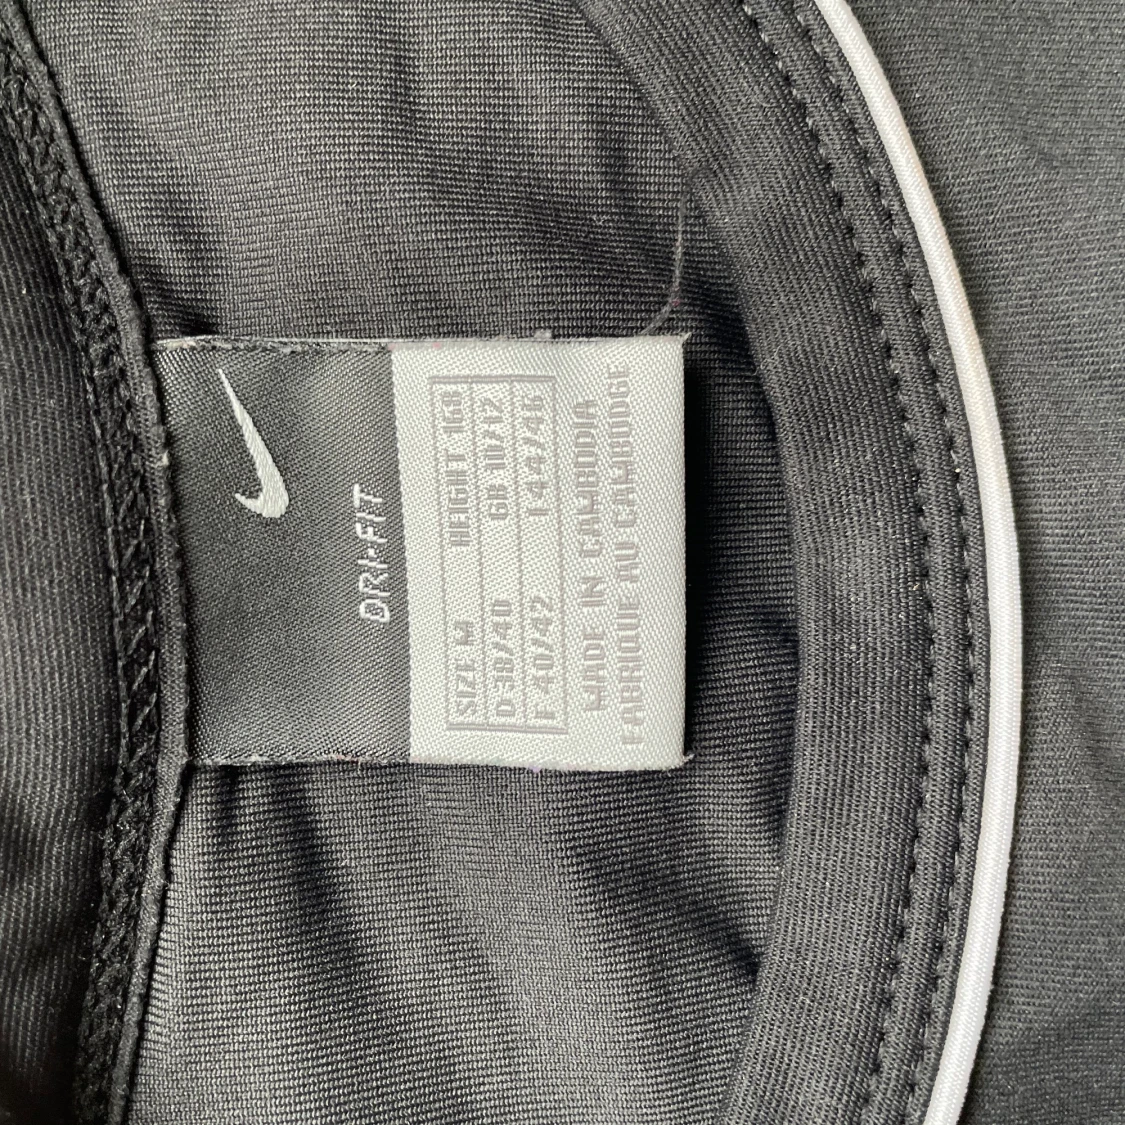 DRI-FIT
SIZE M HEIGHT 168
D 38/40 GB 10/12
F 40/42 I 44/46
MADE IN CAMBODIA
FABRIQUE AU CAMBODGE